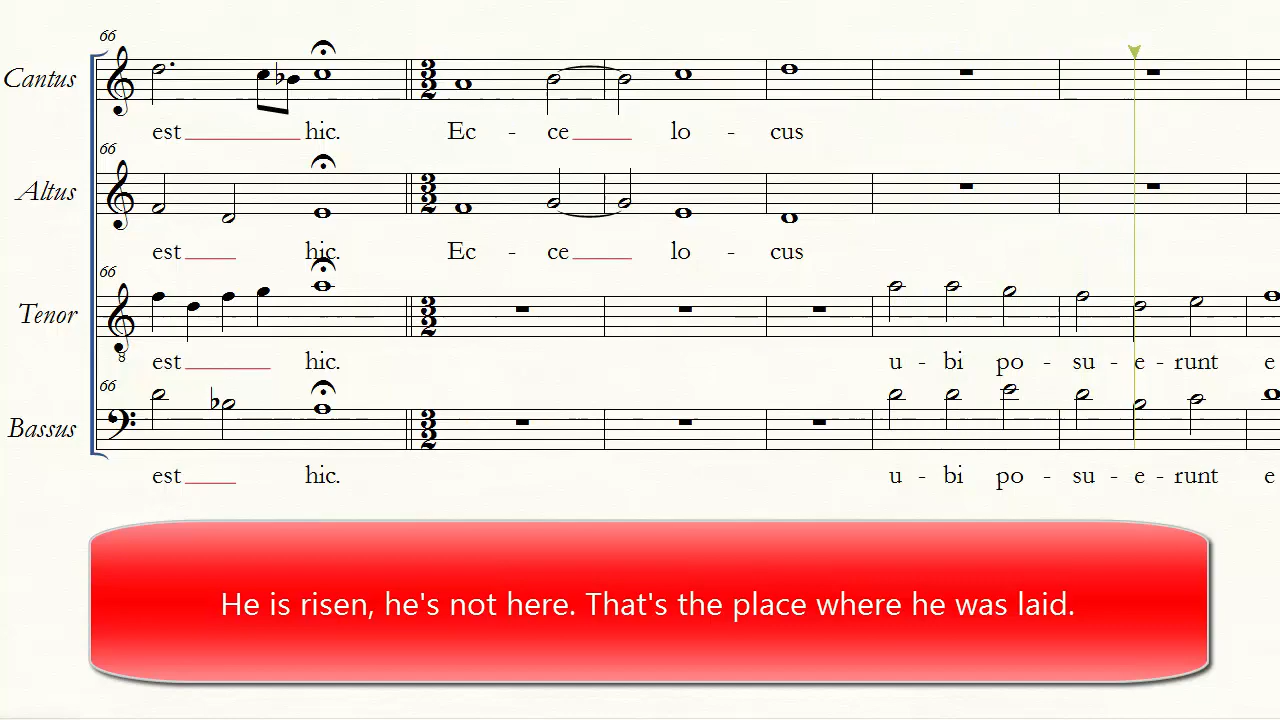 66
Cantus
est hic. Ec - ce lo - cus
66
Altus
est hic. Ec - ce lo - cus
66
Tenor
est hic. u - bi po - su - e - runt e
66
Bassus
est hic. u - bi po - su - e - runt e
He is risen, he's not here. That's the place where he was laid.